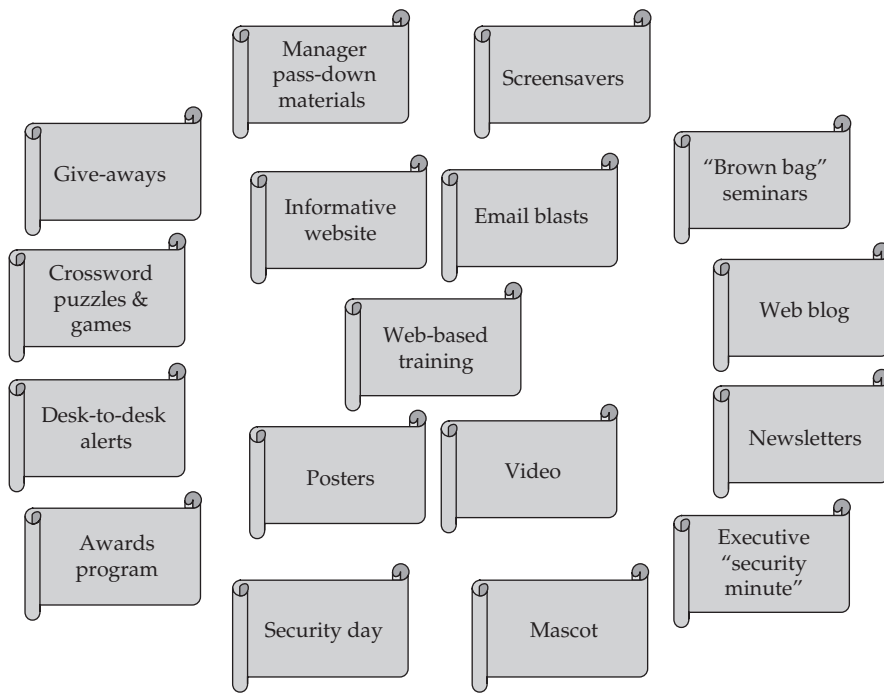 Manager
pass-down
materials
Screensavers
Give-aways
“Brown bag”
seminars
Informative
website
Email blasts
Crossword
puzzles &
games
Web blog
Web-based
training
Desk-to-desk
alerts
Newsletters
Posters
Video
Awards
program
Executive
“security
minute”
Security day
Mascot